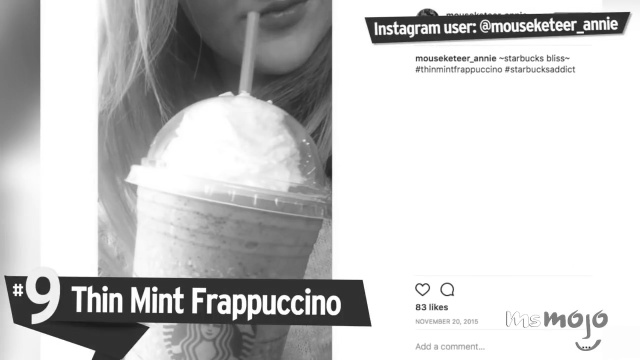 Instagram user: @mouseketeer_annie
mouseketeer_annie ~starbucks bliss~
#thinmintfrappuccino #starbucksaddict
#9 Thin Mint Frappuccino
83 likes
NOVEMBER 20, 2015
Add a comment...
msmojo